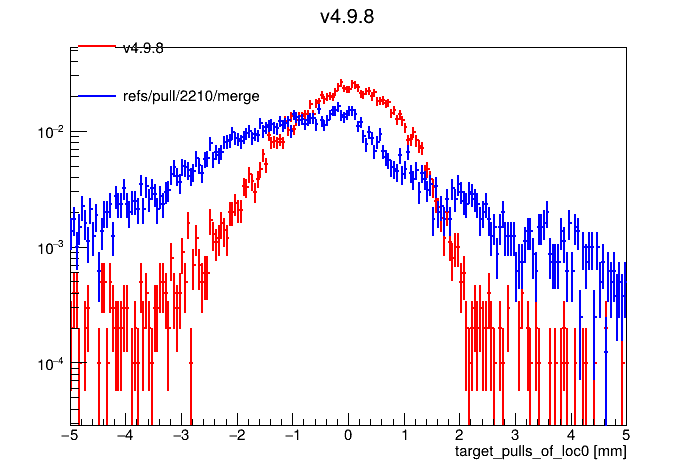 v4.9.8
v4.9.8
refs/pull/2210/merge
10⁻²
10⁻³
10⁻⁴
−5 −4 −3 −2 −1 0 1 2 3 4 5
target_pulls_of_loc0 [mm]